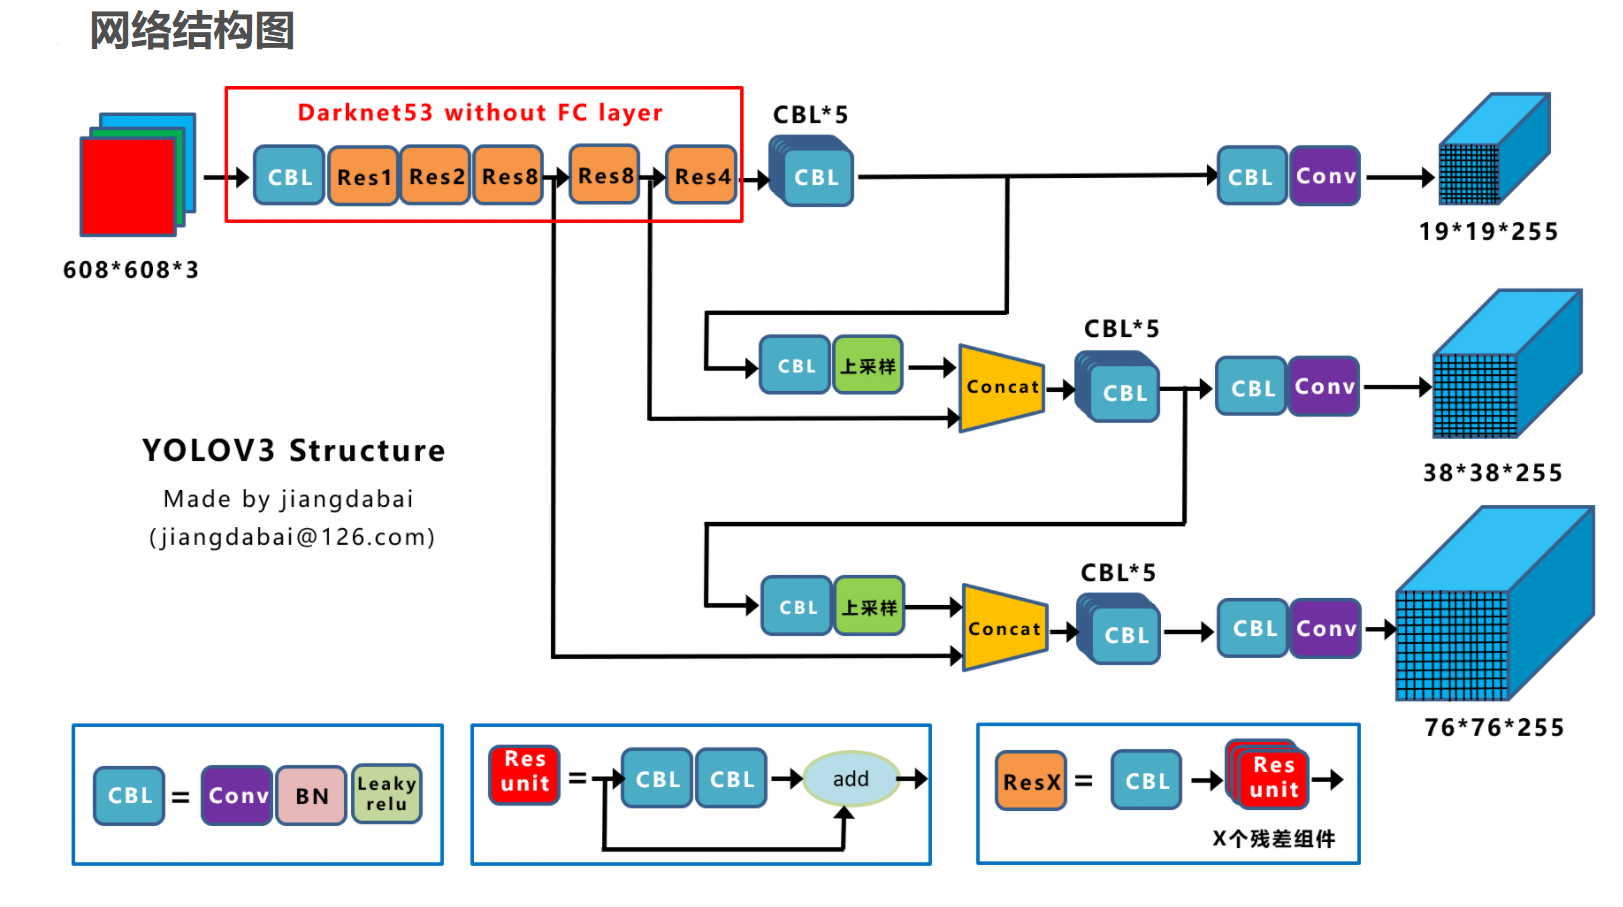 网络结构图
Darknet53 without FC layer
CBL*5
CBL Res1 Res2 Res8 Res8 Res4 CBL CBL Conv
608*608*3
19*19*255
CBL*5
CBL 上采样 Concat CBL CBL Conv
YOLOV3 Structure
38*38*255
Made by jiangdabai
(jiangdabai@126.com)
CBL*5
CBL 上采样 Concat CBL CBL Conv
76*76*255
CBL = Conv BN Leaky relu
Res unit = CBL CBL add
ResX = CBL Res unit
X个残差组件